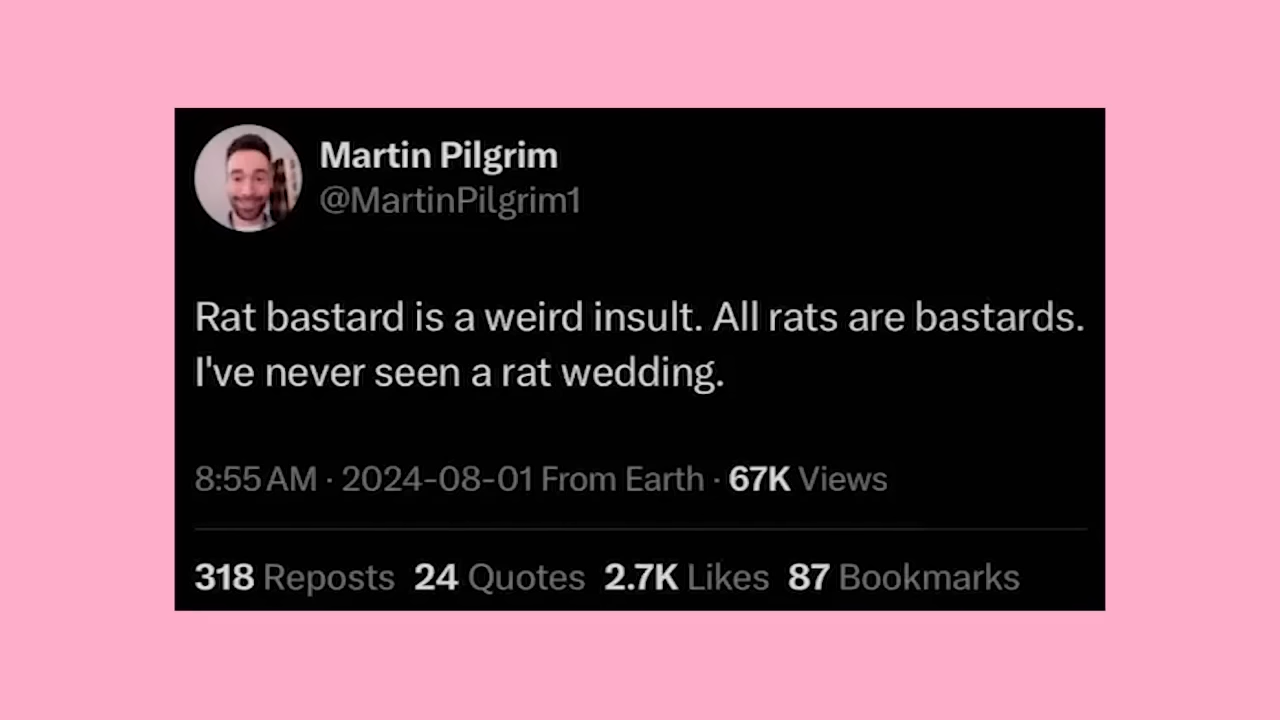 Martin Pilgrim
@MartinPilgrim1
Rat bastard is a weird insult. All rats are bastards.
I've never seen a rat wedding.
8:55 AM · 2024-08-01 From Earth · 67K Views
318 Reposts 24 Quotes 2.7K Likes 87 Bookmarks